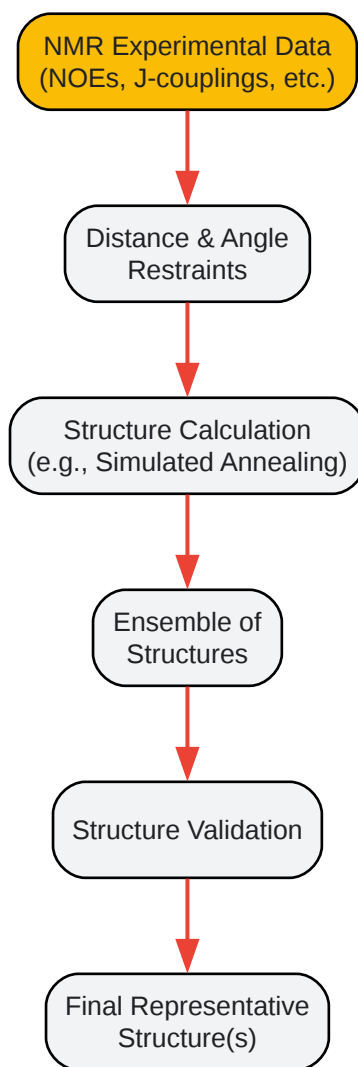 NMR Experimental Data
(NOEs, J-couplings, etc.)
Distance & Angle
Restraints
Structure Calculation
(e.g., Simulated Annealing)
Ensemble of
Structures
Structure Validation
Final Representative
Structure(s)